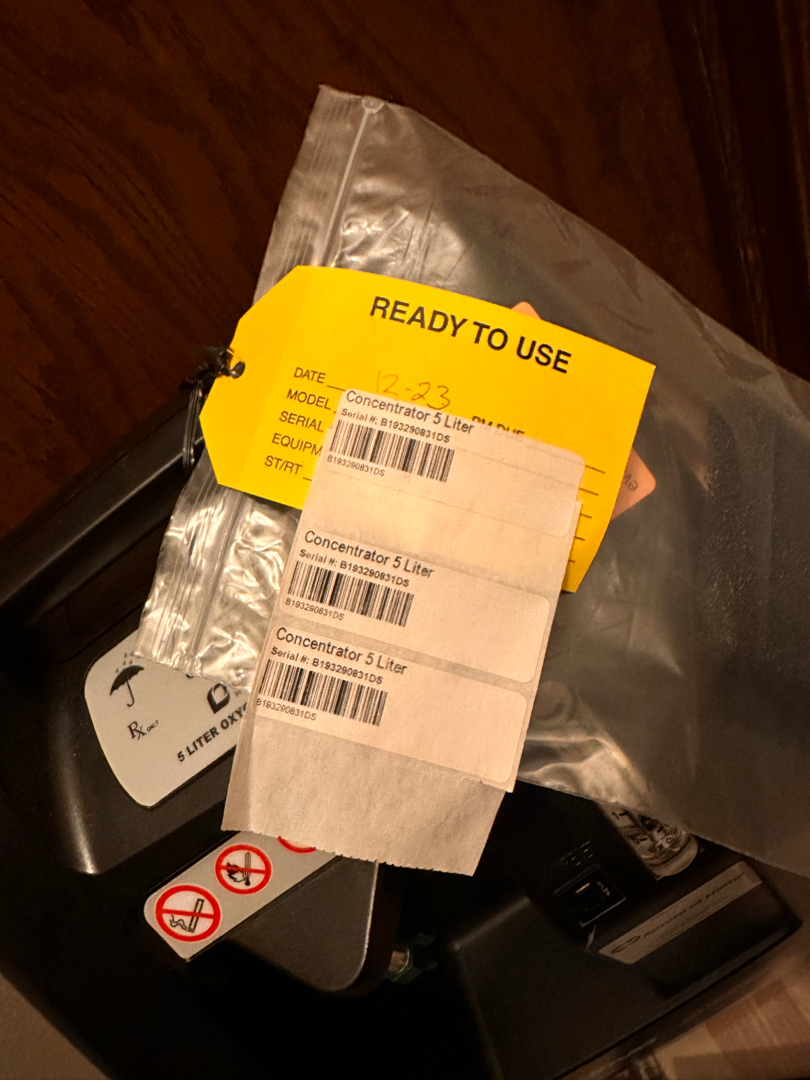 READY TO USE
DATE 12-23
MODEL
PM DUE
SERIAL
EQUIPM
ST/RT
Concentrator 5 Liter
Serial #: B193290831DS
B193290831DS
Concentrator 5 Liter
Serial #: B193290831DS
B193290831DS
Concentrator 5 Liter
Serial #: B193290831DS
B193290831DS
Rx ONLY
5 LITER OXY